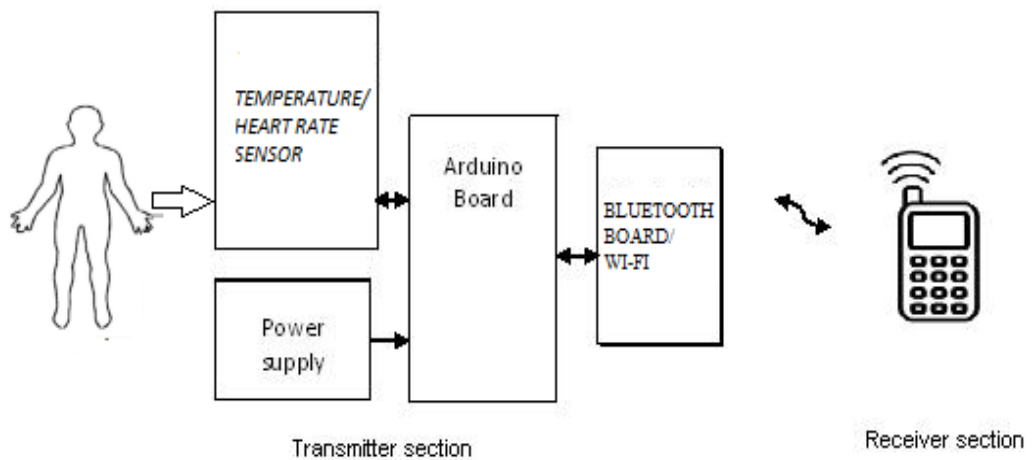 TEMPERATURE/
HEART RATE
SENSOR
Arduino
Board
BLUETOOTH
BOARD/
WI-FI
Power
supply
Transmitter section
Receiver section